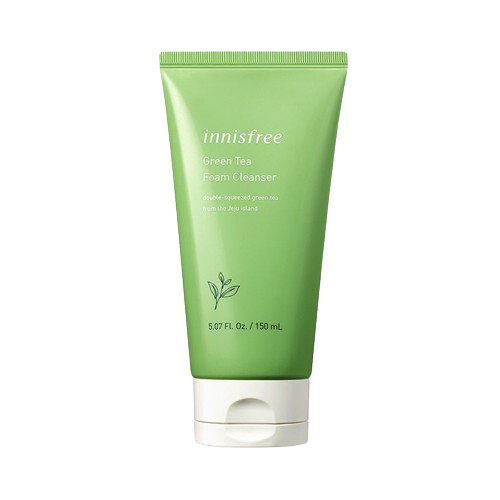 innisfree
Green Tea
Foam Cleanser
double-squeezed green tea
from the Jeju island
5.07 Fl. Oz. / 150 mL